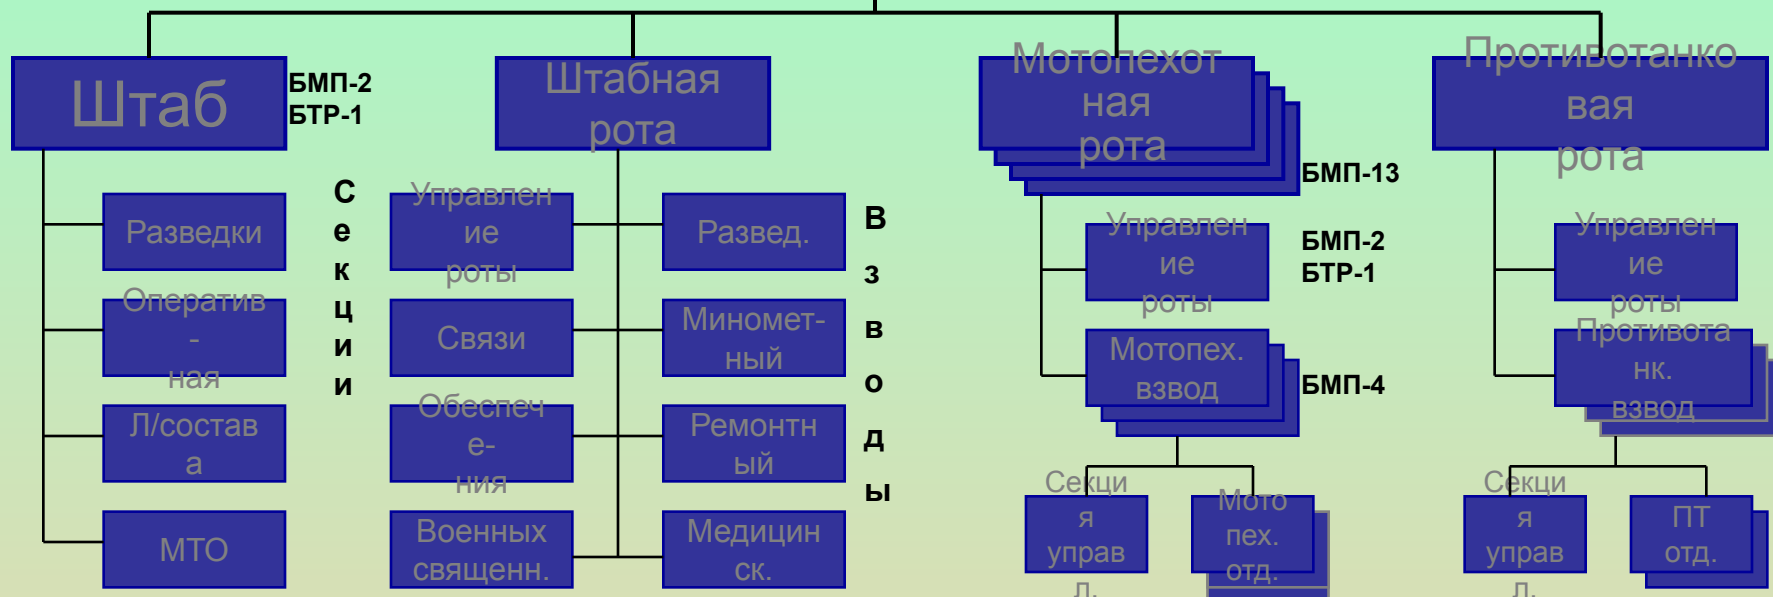 Штаб
БМП-2
БТР-1
Разведки
Оператив
-
ная
Л/состав
а
МТО
Секции
Штабная
рота
Управлен
ие
роты
Связи
Обеспеч
е-
ния
Военных
священн.
Развед.
Миномет-
ный
Ремонтн
ый
Медицин
ск.
Взводы
Мотопехот
ная
рота
БМП-13
Управлен
ие
роты
БМП-2
БТР-1
Мотопех.
взвод
БМП-4
Секци
я
управ
л.
Мото
пех.
отд.
Противотанко
вая
рота
Управлен
ие
роты
Противота
нк.
взвод
Секци
я
управ
л.
ПТ
отд.